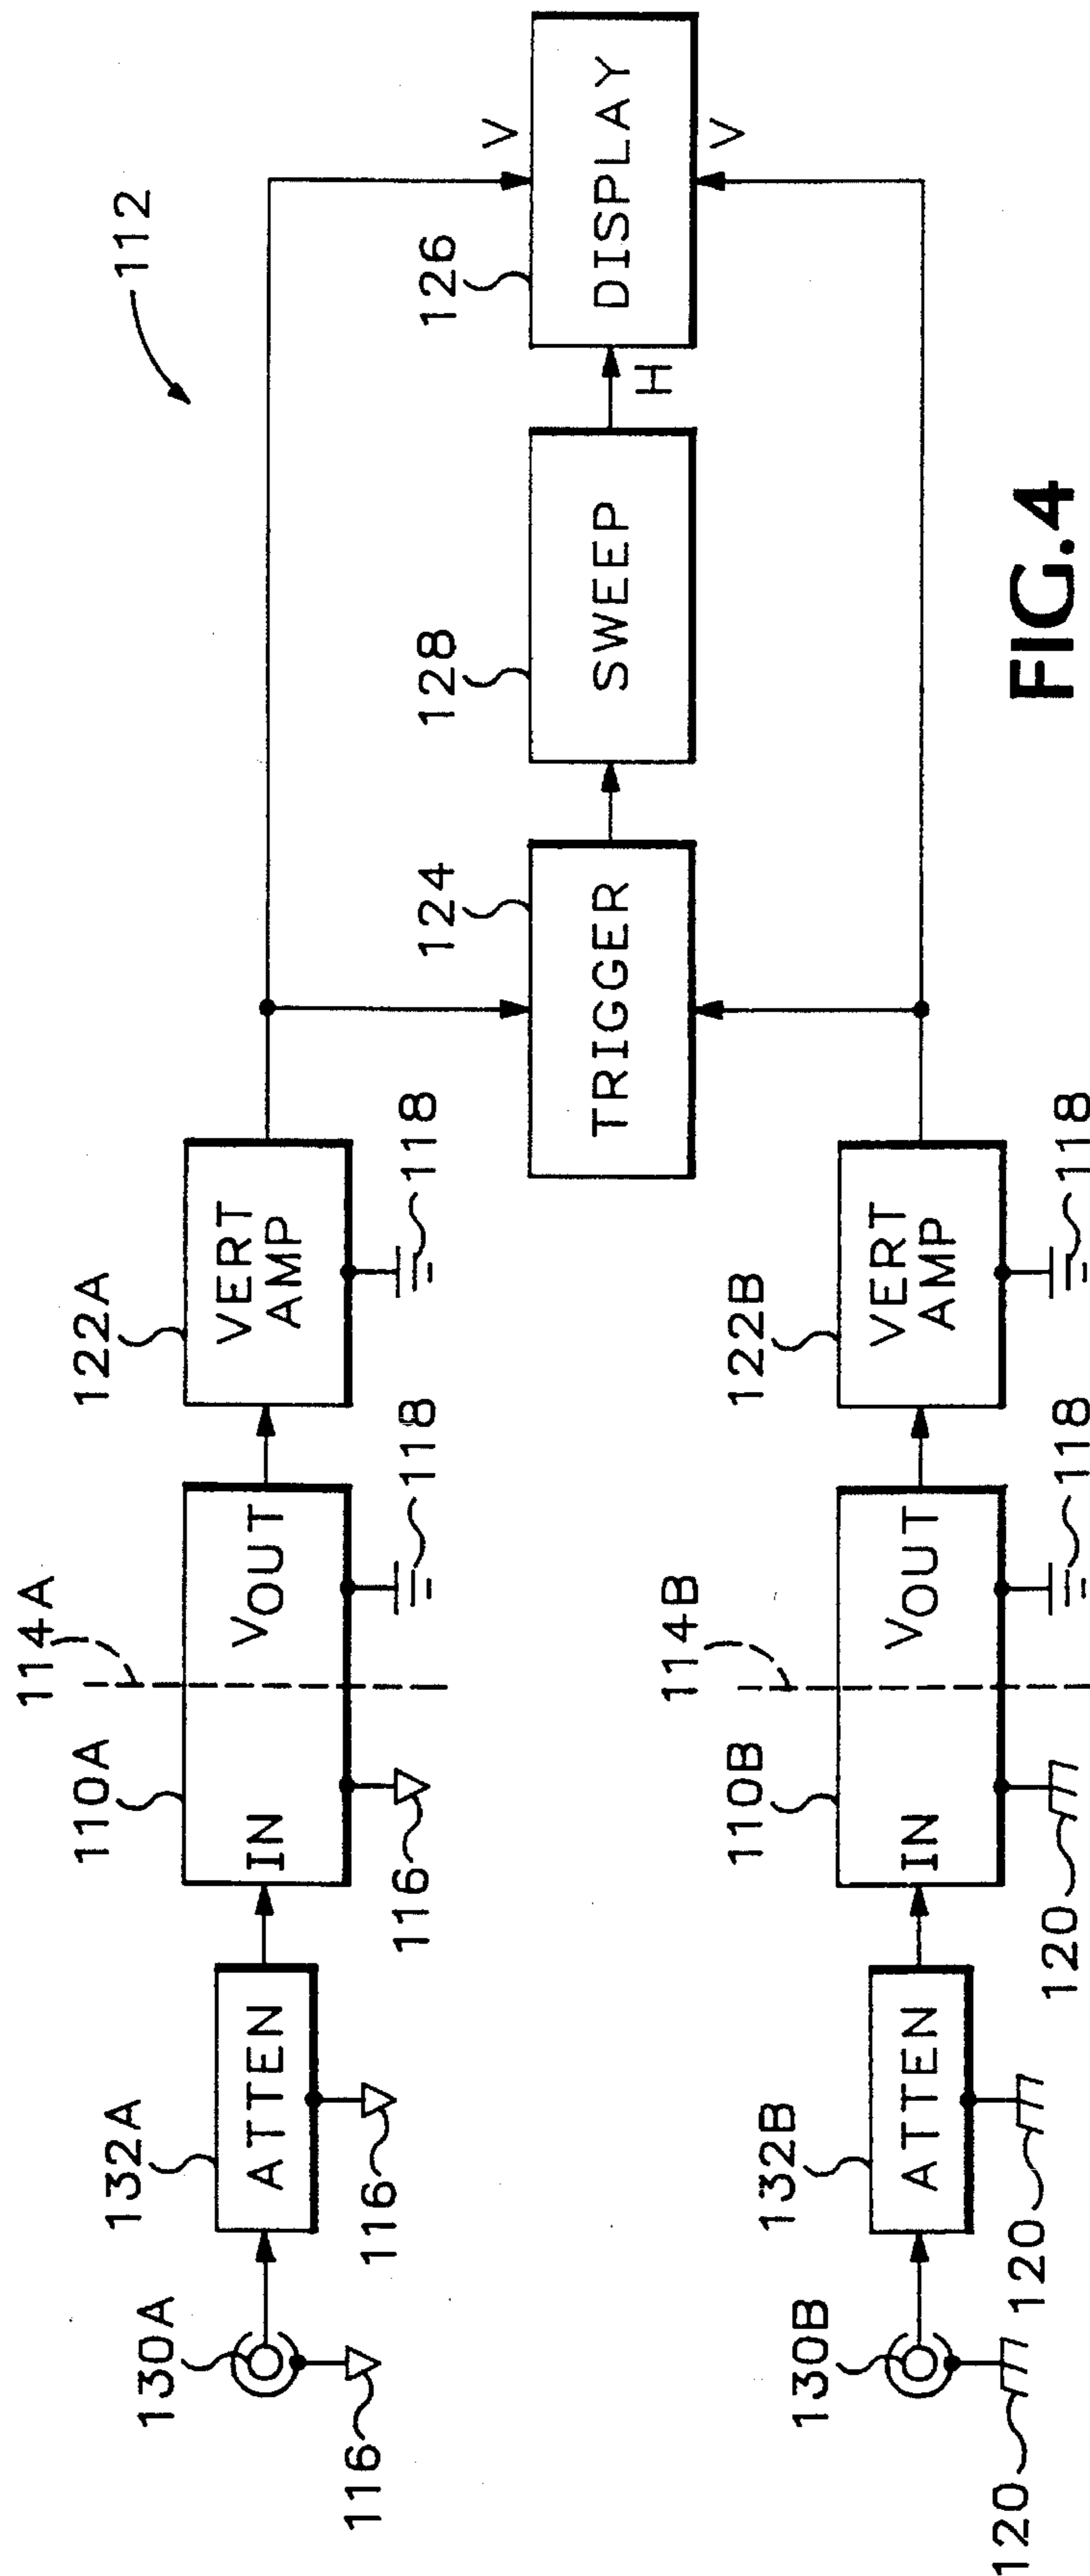 112
114A
110A
IN
VOUT
122A
VERT
AMP
132A
ATTEN
130A
116
116
116
118
118
124
TRIGGER
128
SWEEP
H
126
DISPLAY
V
V
114B
110B
IN
VOUT
122B
VERT
AMP
132B
ATTEN
130B
120
120
120
118
118
FIG.4